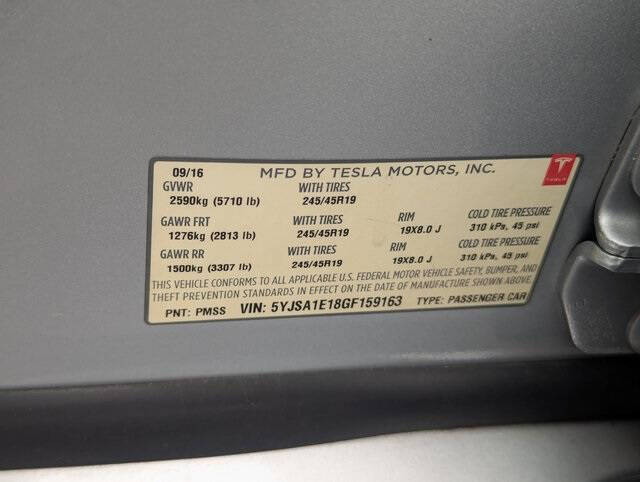 09/16 MFD BY TESLA MOTORS, INC.
TESLA
GVWR WITH TIRES
2590kg (5710 lb) 245/45R19
GAWR FRT WITH TIRES RIM COLD TIRE PRESSURE
1276kg (2813 lb) 245/45R19 19X8.0 J 310 kPs, 45 psi
GAWR RR WITH TIRES RIM COLD TIRE PRESSURE
1500kg (3307 lb) 245/45R19 19X8.0 J 310 kPs, 45 psi
THIS VEHICLE CONFORMS TO ALL APPLICABLE U.S. FEDERAL MOTOR VEHICLE SAFETY, BUMPER, AND
THEFT PREVENTION STANDARDS IN EFFECT ON THE DATE OF MANUFACTURE SHOWN ABOVE.
PNT: PMSS VIN: 5YJSA1E18GF159163 TYPE: PASSENGER CAR